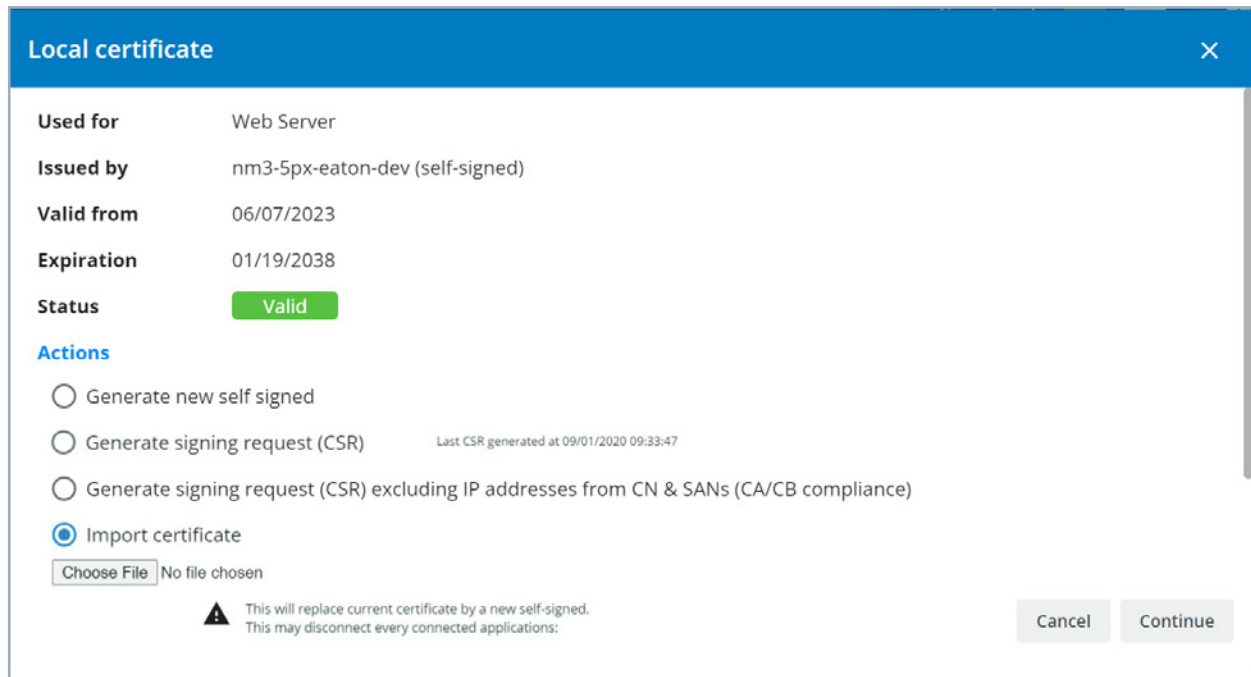 Local certificate
Used for Web Server
Issued by nm3-5px-eaton-dev (self-signed)
Valid from 06/07/2023
Expiration 01/19/2038
Status Valid
Actions
Generate new self signed
Generate signing request (CSR) Last CSR generated at 09/01/2020 09:33:47
Generate signing request (CSR) excluding IP addresses from CN & SANs (CA/CB compliance)
Import certificate
Choose File No file chosen
This will replace current certificate by a new self-signed.
This may disconnect every connected applications:
Cancel Continue